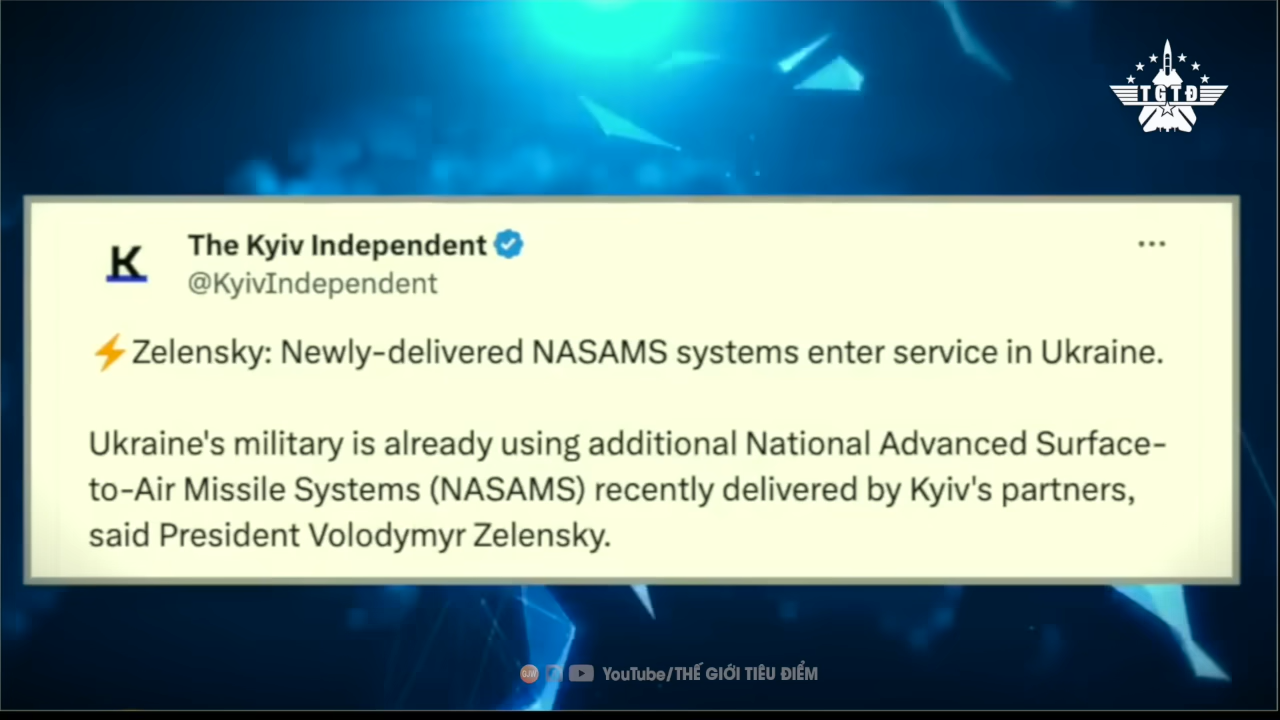 TGTĐ
K
The Kyiv Independent
@KyivIndependent
⚡Zelensky: Newly-delivered NASAMS systems enter service in Ukraine.
Ukraine's military is already using additional National Advanced Surface-
to-Air Missile Systems (NASAMS) recently delivered by Kyiv's partners,
said President Volodymyr Zelensky.
YouTube/THẾ GIỚI TIÊU ĐIỂM